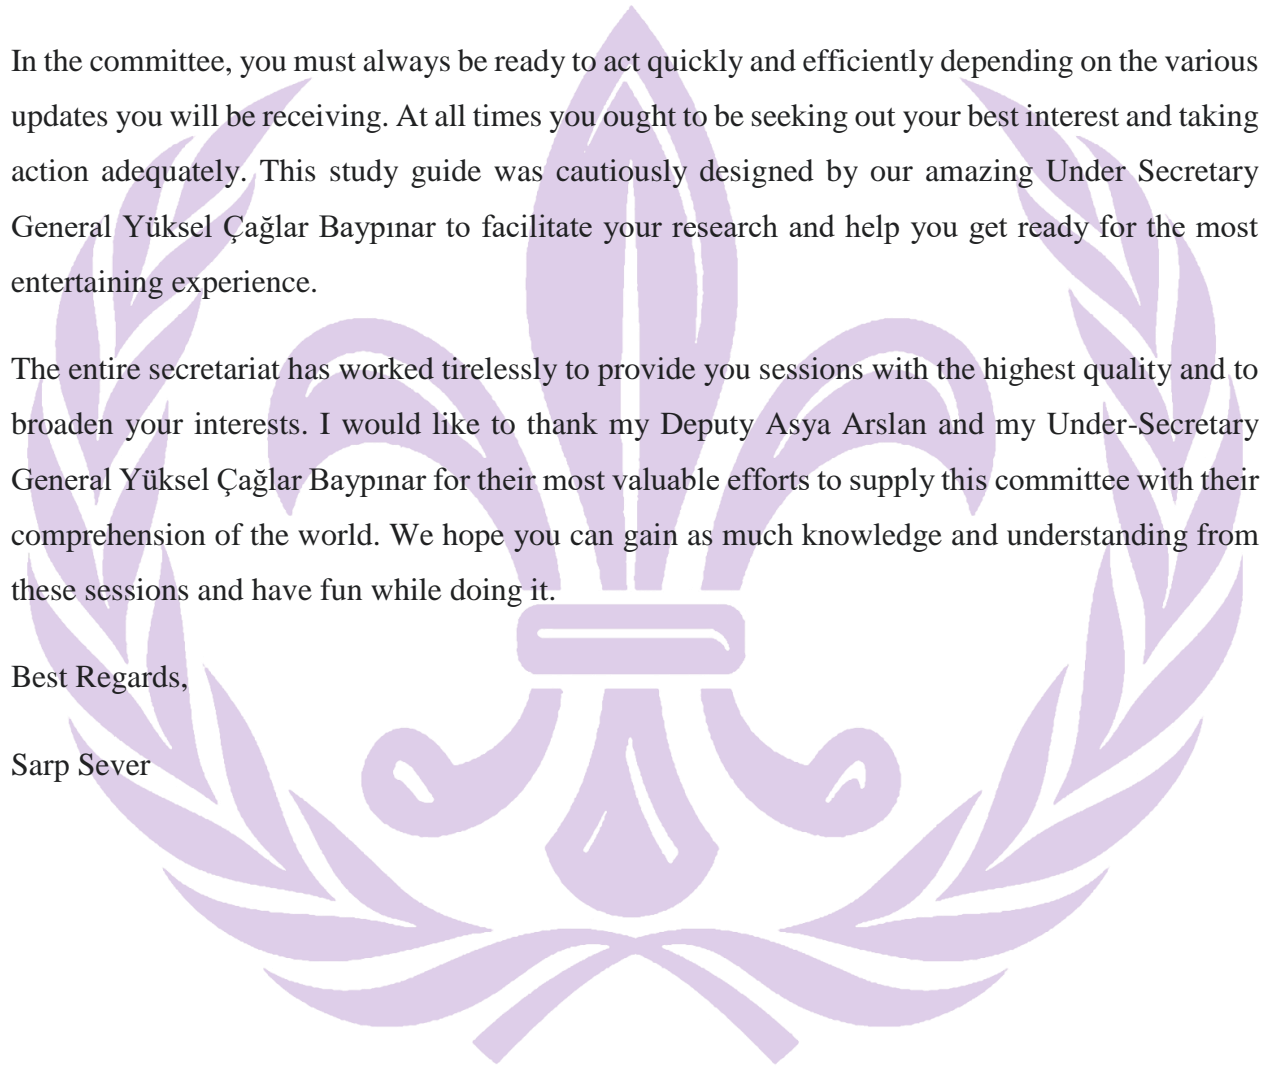 In the committee, you must always be ready to act quickly and efficiently depending on the various
updates you will be receiving. At all times you ought to be seeking out your best interest and taking
action adequately. This study guide was cautiously designed by our amazing Under Secretary
General Yüksel Çağlar Baypınar to facilitate your research and help you get ready for the most
entertaining experience.
The entire secretariat has worked tirelessly to provide you sessions with the highest quality and to
broaden your interests. I would like to thank my Deputy Asya Arslan and my Under-Secretary
General Yüksel Çağlar Baypınar for their most valuable efforts to supply this committee with their
comprehension of the world. We hope you can gain as much knowledge and understanding from
these sessions and have fun while doing it.
Best Regards,
Sarp Sever